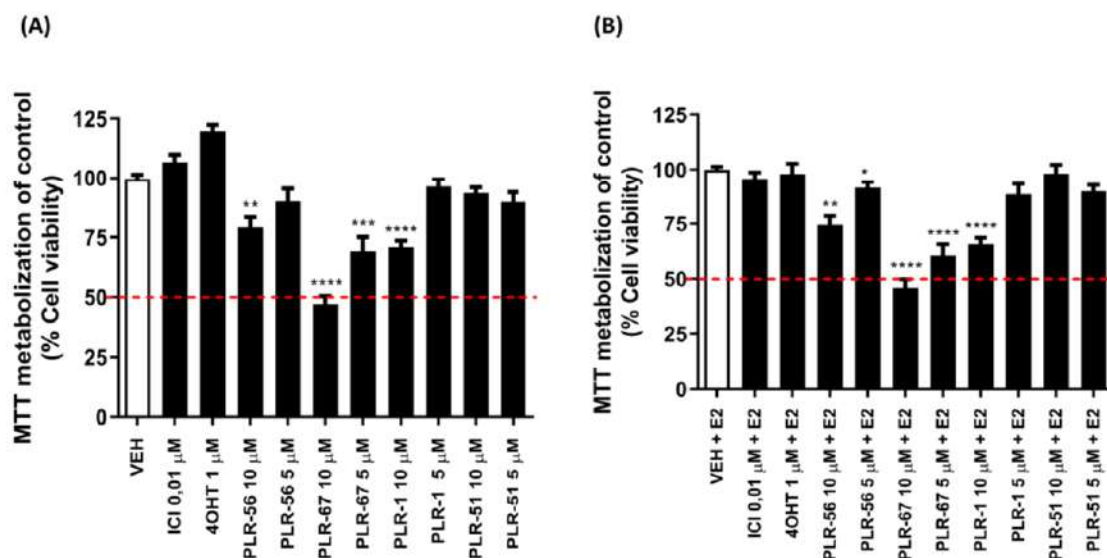 (A)
MTT metabolization of control
(% Cell viability)
125
100
75
50
25
0
**
****
***
****
VEH
ICI 0,01 μM
4OHT 1 μM
PLR-56 10 μM
PLR-56 5 μM
PLR-67 10 μM
PLR-67 5 μM
PLR-1 10 μM
PLR-1 5 μM
PLR-51 10 μM
PLR-51 5 μM
(B)
MTT metabolization of control
(% Cell viability)
125
100
75
50
25
0
**
*
****
****
****
VEH + E2
ICI 0,01 μM + E2
4OHT 1 μM + E2
PLR-56 10 μM + E2
PLR-56 5 μM + E2
PLR-67 10 μM + E2
PLR-67 5 μM + E2
PLR-1 10 μM + E2
PLR-1 5 μM + E2
PLR-51 10 μM + E2
PLR-51 5 μM + E2